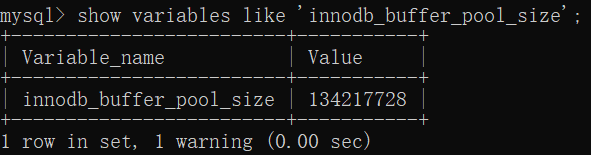 mysql> show variables like 'innodb_buffer_pool_size';
+-------------------------+-----------+
| Variable_name           | Value     |
+-------------------------+-----------+
| innodb_buffer_pool_size | 134217728 |
+-------------------------+-----------+
1 row in set, 1 warning (0.00 sec)